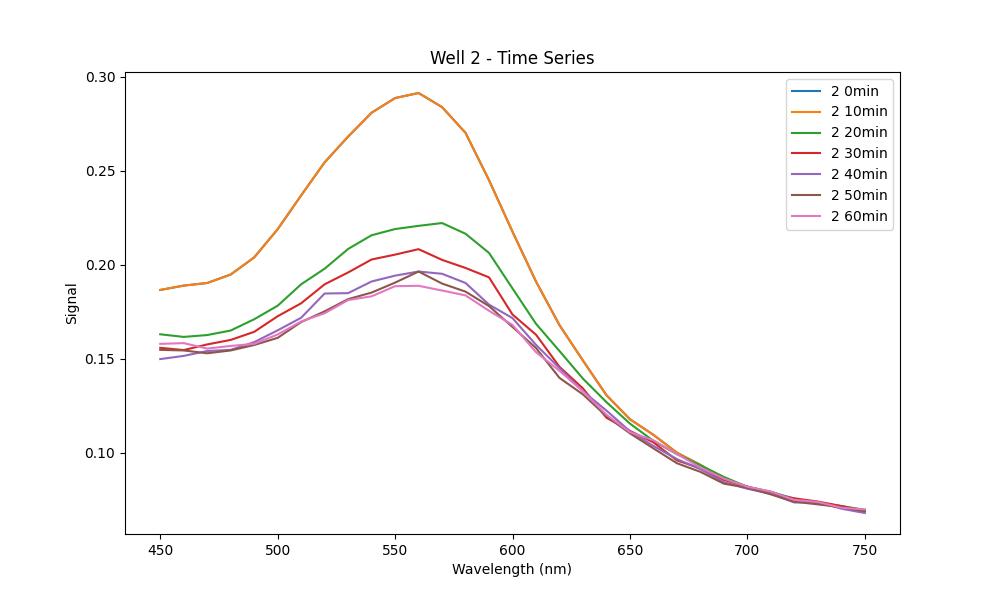 Well 2 - Time Series
0.30
0.25
0.20
0.15
0.10
Signal
450
500
550
600
650
700
750
Wavelength (nm)
2 0min
2 10min
2 20min
2 30min
2 40min
2 50min
2 60min